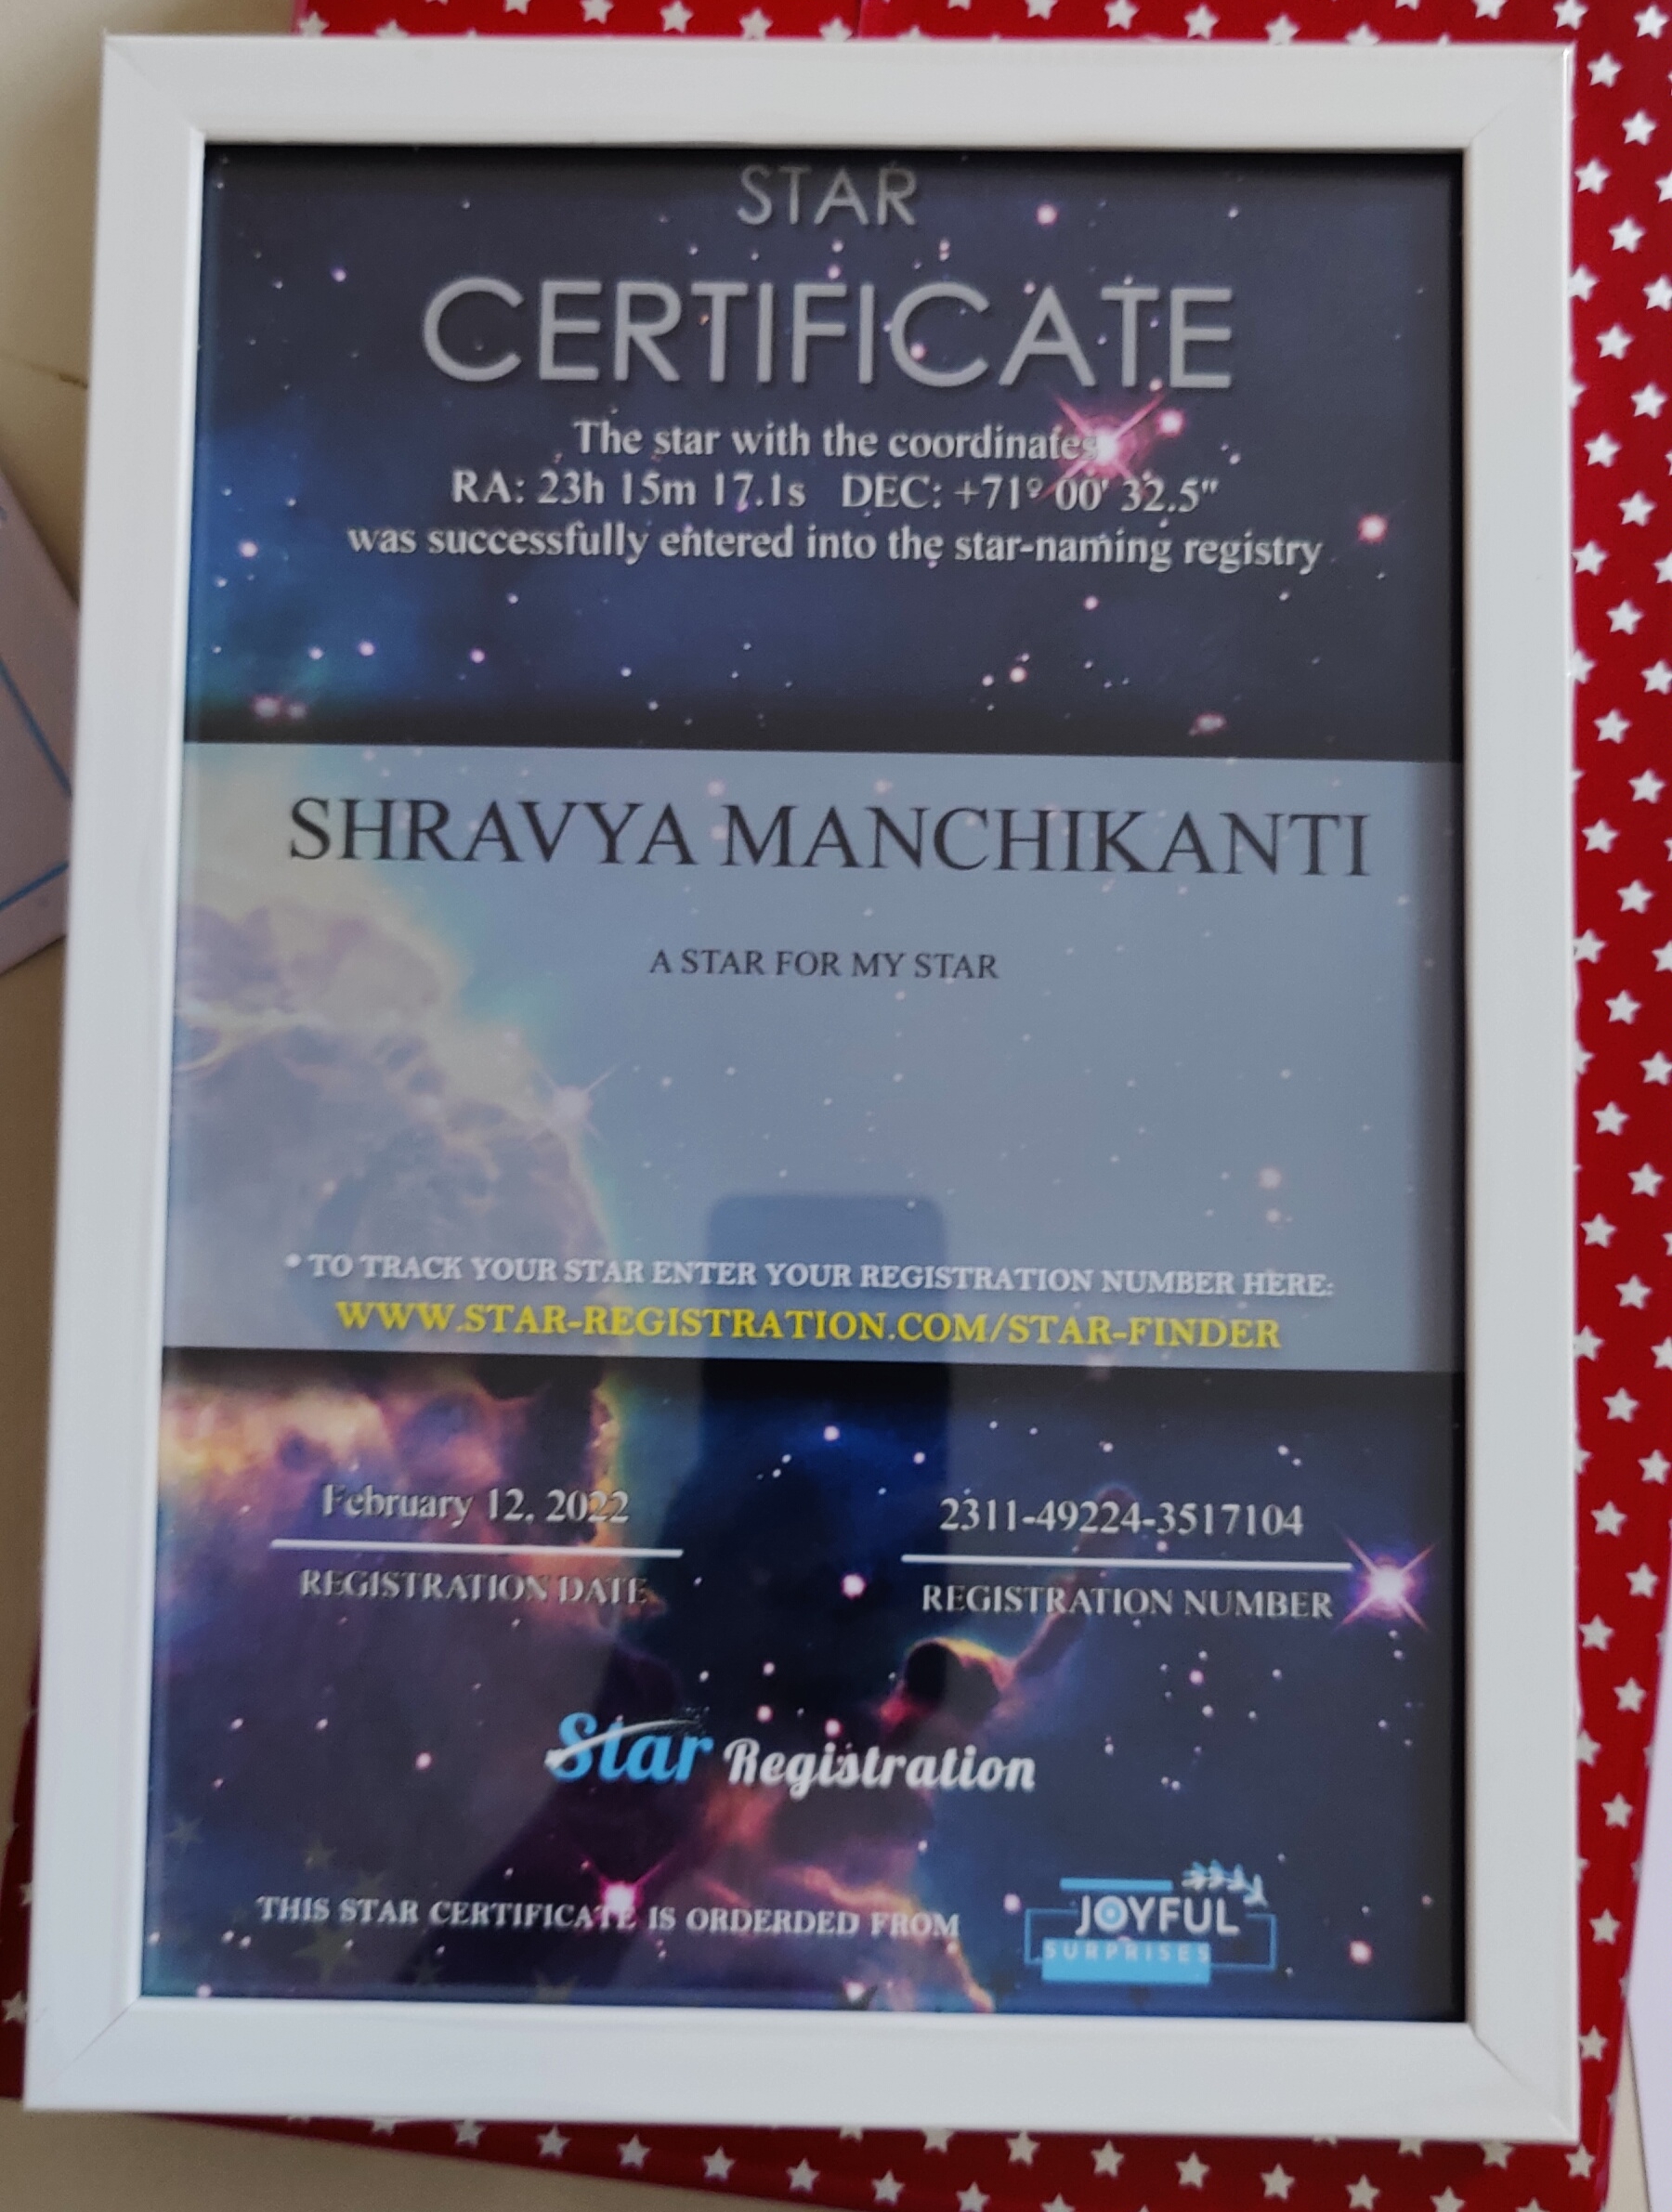 STAR
CERTIFICATE
The star with the coordinates
RA: 23h 15m 17.1s DEC: +71º 00' 32.5"
was successfully entered into the star-naming registry
SHRAVYA MANCHIKANTI
A STAR FOR MY STAR
* TO TRACK YOUR STAR ENTER YOUR REGISTRATION NUMBER HERE:
WWW.STAR-REGISTRATION.COM/STAR-FINDER
February 12, 2022
REGISTRATION DATE
2311-49224-3517104
REGISTRATION NUMBER
Star Registration
THIS STAR CERTIFICATE IS ORDERDED FROM
JOYFUL
SURPRISES